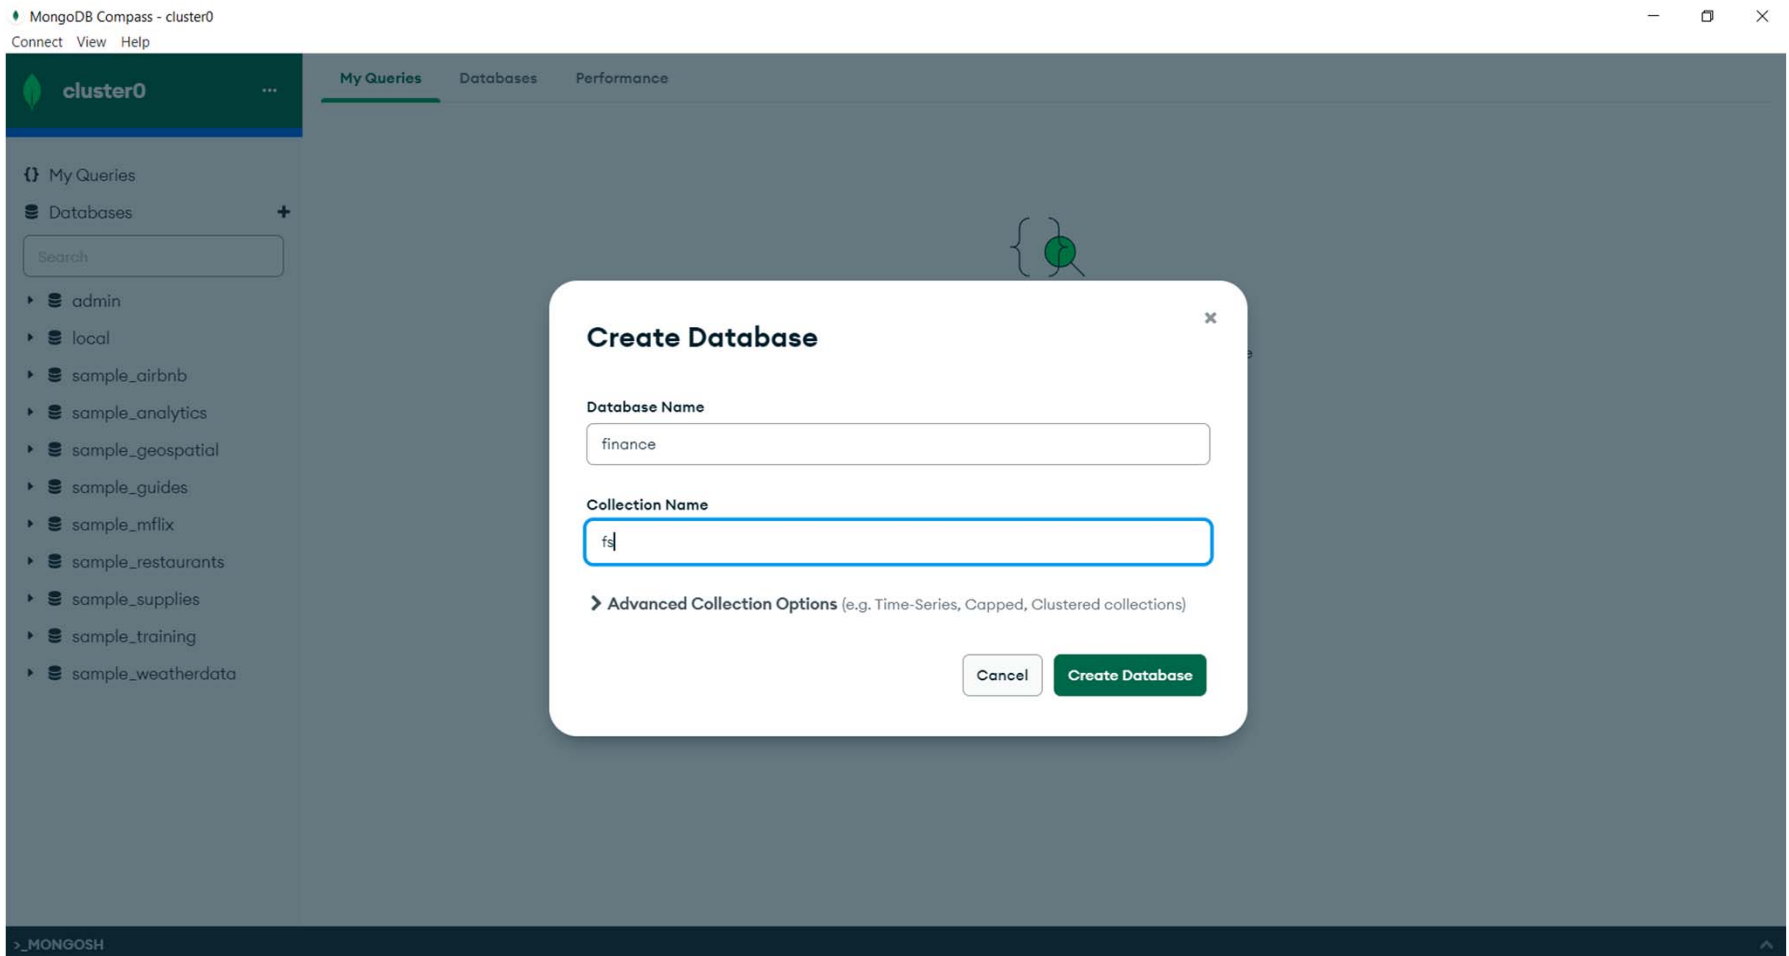 MongoDB Compass - cluster0
Connect View Help
cluster0 ...
My Queries Databases Performance
{} My Queries
Databases +
Search
admin
local
sample_airbnb
sample_analytics
sample_geospatial
sample_guides
sample_mflix
sample_restaurants
sample_supplies
sample_training
sample_weatherdata
Create Database
Database Name
finance
Collection Name
fs
Advanced Collection Options (e.g. Time-Series, Capped, Clustered collections)
Cancel Create Database
>_MONGOSH